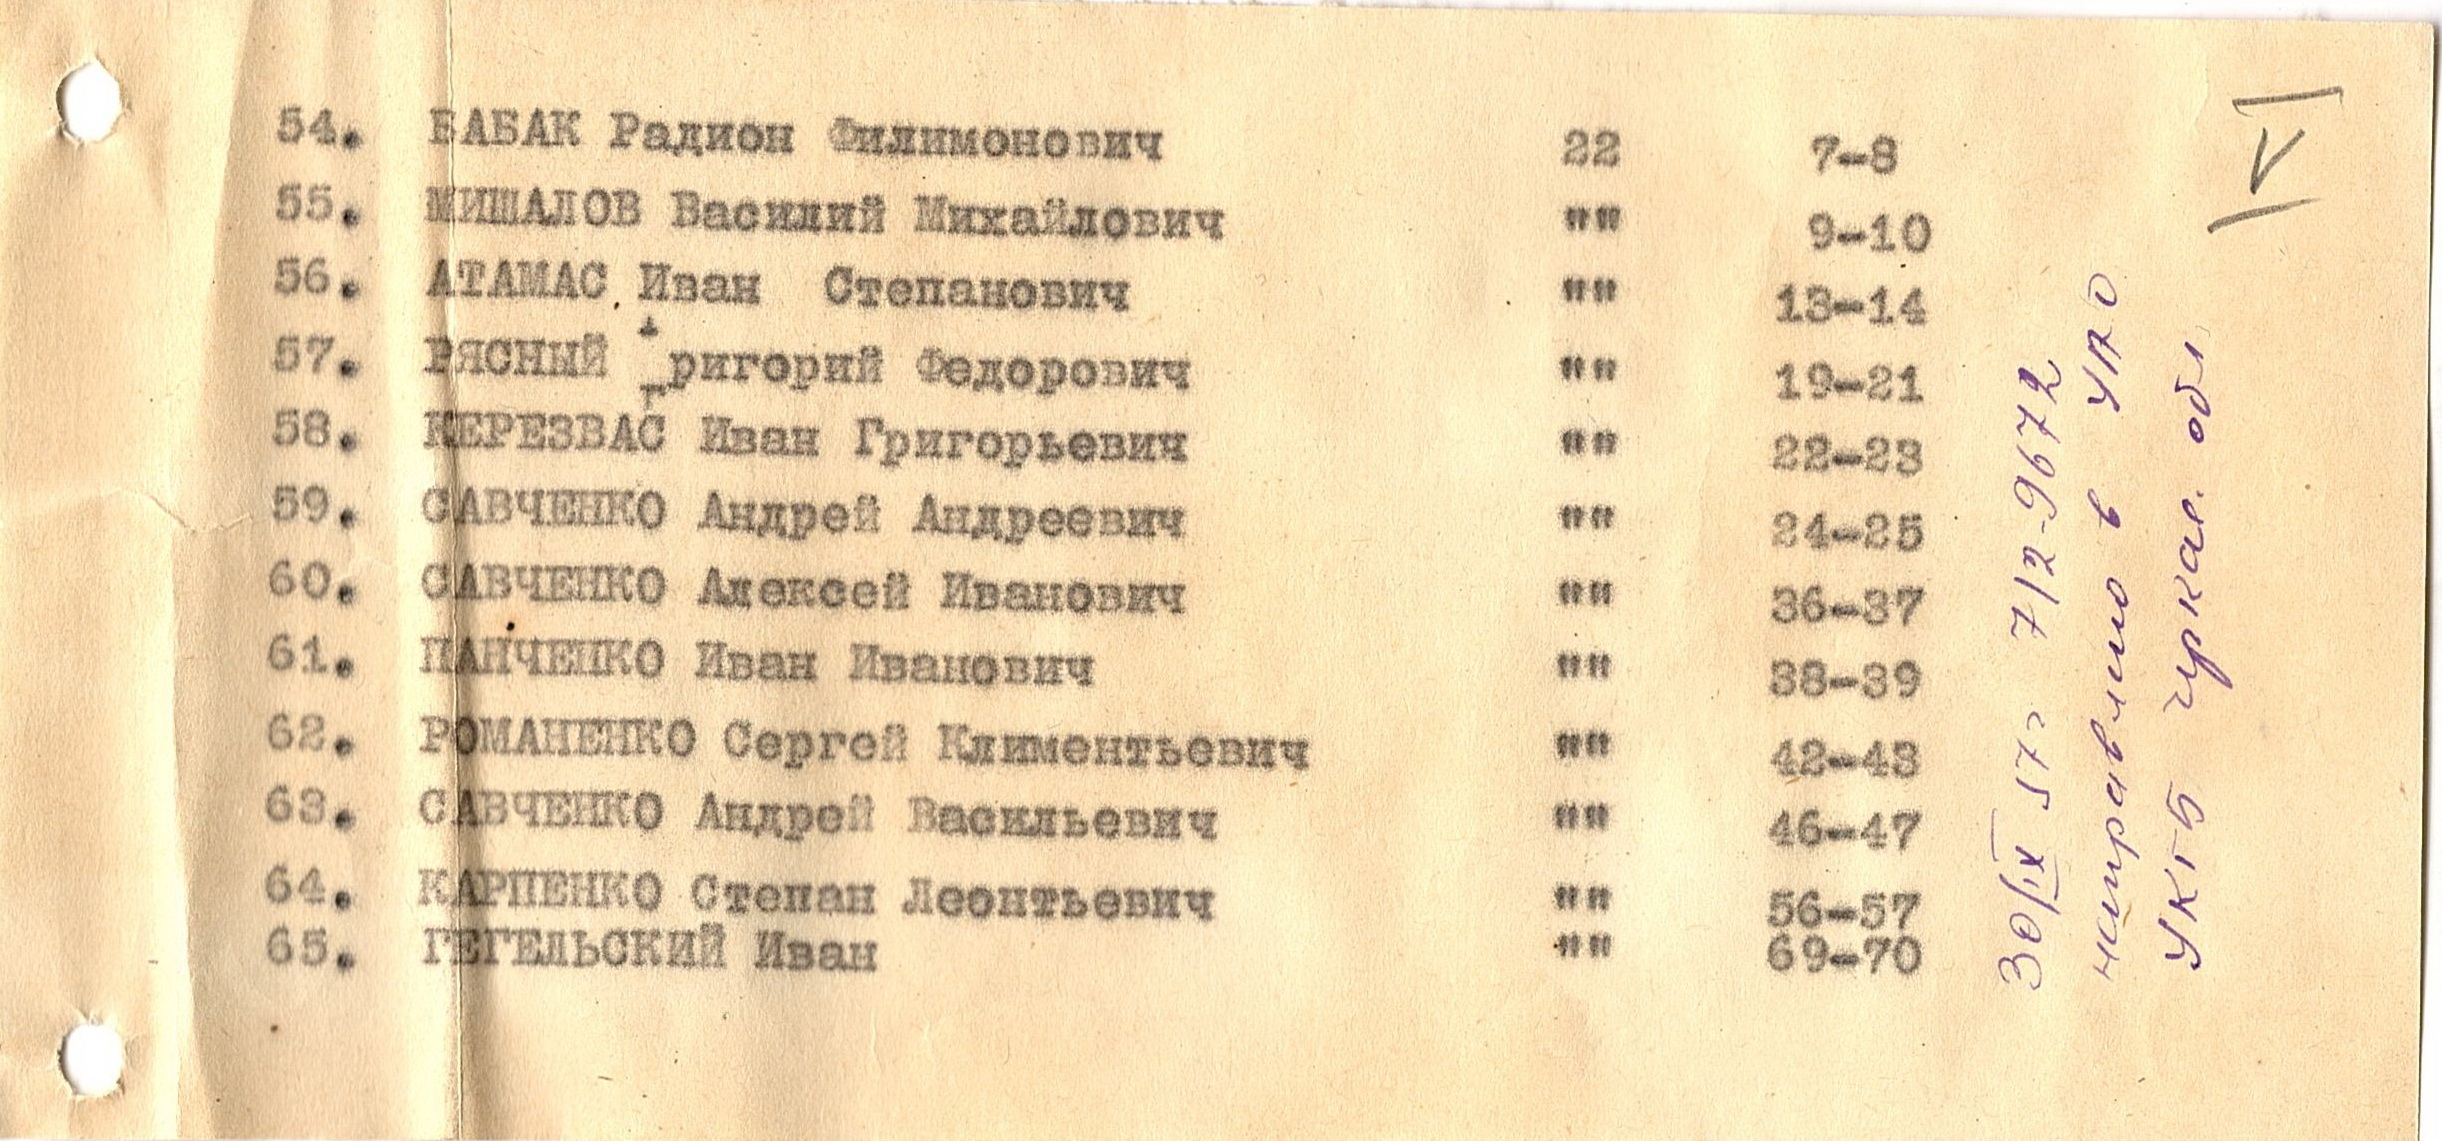 54. БАБАК Радион Филимонович 22 7-8
55. МИШАЛОВ Василий Михайлович "" 9-10
56. АТАМАС Иван Степанович "" 13-14
57. РЯСНЫЙ Григорий Федорович "" 19-21
58. КЕРЕЗВАС Иван Григорьевич "" 22-23
59. САВЧЕНКО Андрей Андреевич "" 24-25
60. САВЧЕНКО Алексей Иванович "" 36-37
61. ПАНЧЕНКО Иван Иванович "" 38-39
62. РОМАНЕНКО Сергей Климентьевич "" 42-43
63. САВЧЕНКО Андрей Васильевич "" 46-47
64. КАРПЕНКО Степан Леонтьевич "" 56-57
65. ГЕГЕЛЬСКИЙ Иван "" 69-70
30/IX 57г 7/2-9672
направлено в УАО
УКГБ Чркас. обл.
V